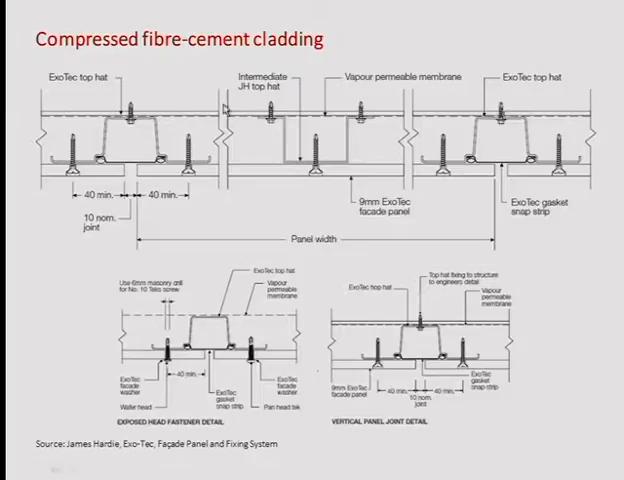 Compressed fibre-cement cladding
ExoTec top hat
Intermediate
JH top hat
Vapour permeable membrane
ExoTec top hat
40 min.
40 min.
10 nom.
joint
9mm ExoTec
facade panel
ExoTec gasket
snap strip
Panel width
Use 6mm masonry drill
for No. 10 Teks screw
ExoTec top hat
Vapour
permeable
membrane
40 min.
ExoTec
facade
washer
Wafer head
ExoTec
gasket
snap strip
ExoTec
facade
washer
Pan head tek
EXPOSED HEAD FASTENER DETAIL
Top hat fixing to structure
to engineers detail
ExoTec hop hat
Vapour
permeable
membrane
9mm ExoTec
facade panel
40 min.
10 nom.
joint
40 min.
ExoTec
gasket
snap strip
VERTICAL PANEL JOINT DETAIL
Source: James Hardie, Exo-Tec, Façade Panel and Fixing System